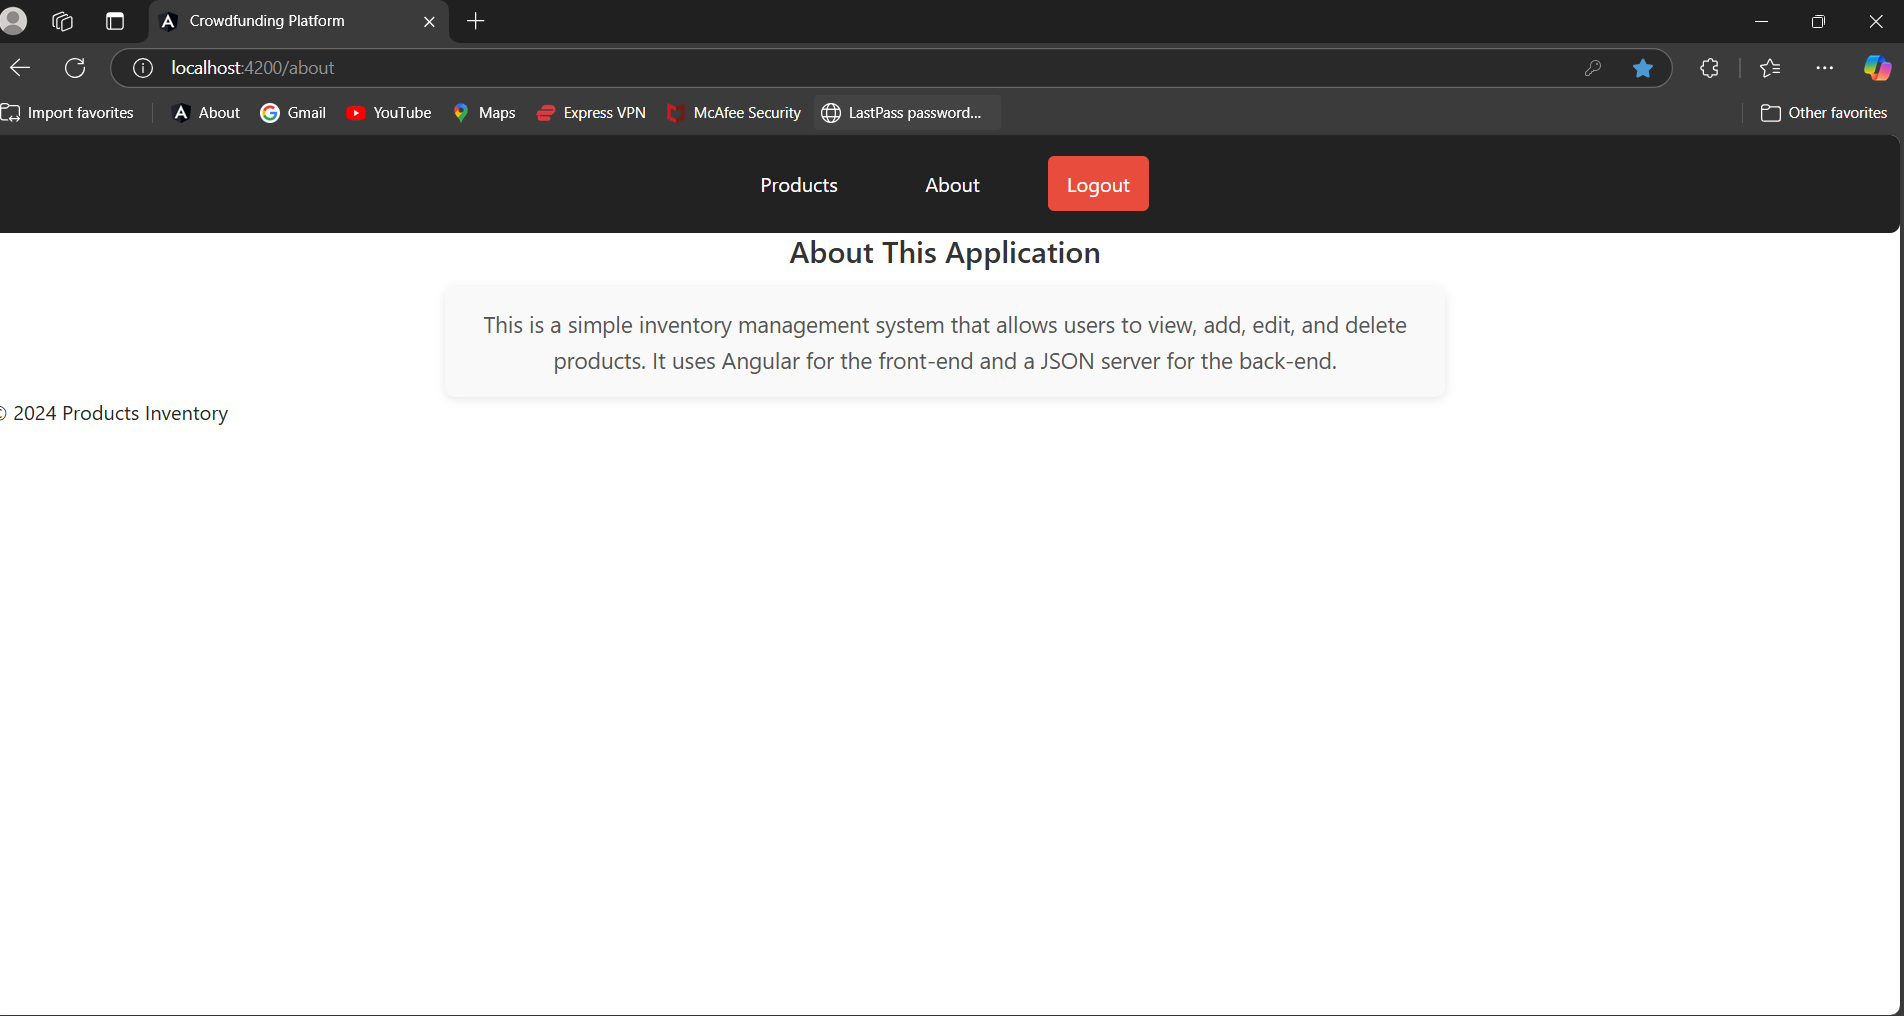 Crowdfunding Platform
localhost:4200/about
Import favorites
About
Gmail
YouTube
Maps
Express VPN
McAfee Security
LastPass password...
Other favorites
Products
About
Logout
About This Application
This is a simple inventory management system that allows users to view, add, edit, and delete
products. It uses Angular for the front-end and a JSON server for the back-end.
© 2024 Products Inventory